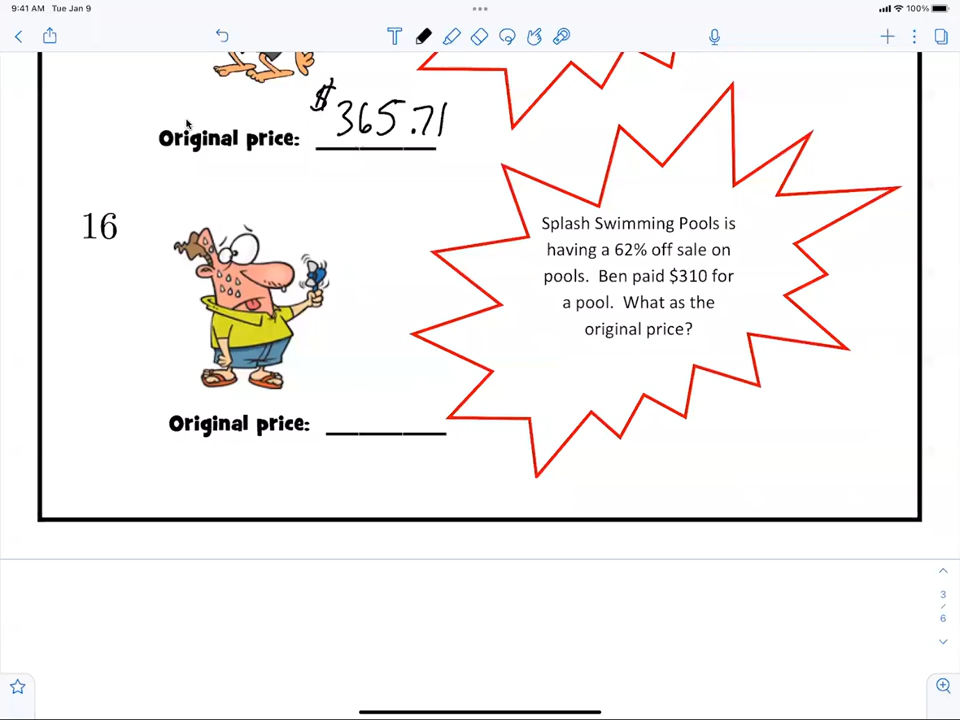 9:41 AM Tue Jan 9
100%
$365.71
Original price:
16
Splash Swimming Pools is
having a 62% off sale on
pools. Ben paid $310 for
a pool. What as the
original price?
Original price:
3
/
6